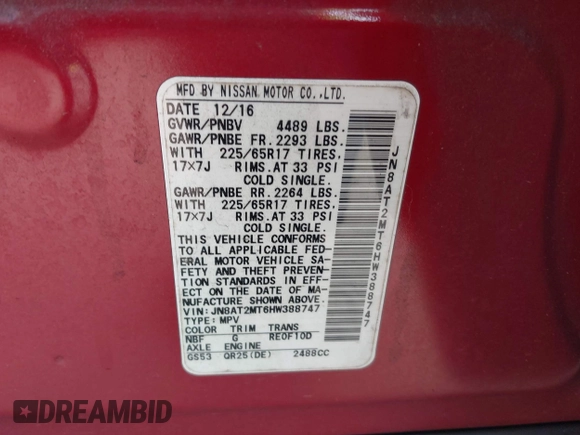 MFD BY NISSAN MOTOR CO.,LTD.
DATE 12/16
GVWR/PNBV 4489 LBS.
GAWR/PNBE FR. 2293 LBS.
WITH 225/65R17 TIRES.
17×7J RIMS. AT 33 PSI
COLD SINGLE.
GAWR/PNBE RR. 2264 LBS.
WITH 225/65R17 TIRES.
17×7J RIMS. AT 33 PSI
COLD SINGLE.
THIS VEHICLE CONFORMS
TO ALL APPLICABLE FED-
ERAL MOTOR VEHICLE SA-
FETY AND THEFT PREVEN-
TION STANDARDS IN EFF-
ECT ON THE DATE OF MA-
NUFACTURE SHOWN ABOVE.
VIN: JN8AT2MT6HW388747
TYPE: MPV
COLOR TRIM TRANS
NBF G RE0F10D
AXLE ENGINE
GS53 QR25(DE) 2488CC
JN8AT2MT6HW388747
DREAMBID